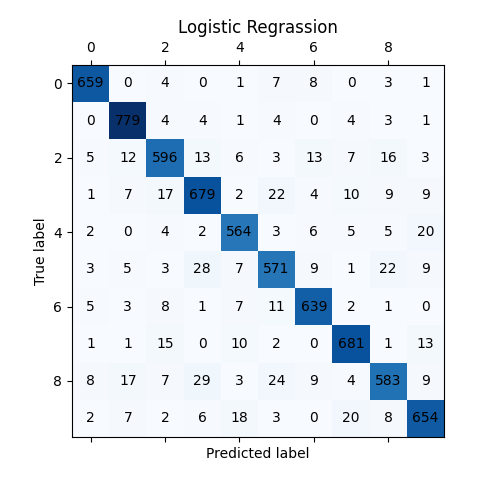 Logistic Regrassion
0 2 4 6 8
0 659 0 4 0 1 7 8 0 3 1
0 779 4 4 1 4 0 4 3 1
2 5 12 596 13 6 3 13 7 16 3
1 7 17 679 2 22 4 10 9 9
4 2 0 4 2 564 3 6 5 5 20
3 5 3 28 7 571 9 1 22 9
6 5 3 8 1 7 11 639 2 1 0
1 1 15 0 10 2 0 681 1 13
8 8 17 7 29 3 24 9 4 583 9
2 7 2 6 18 3 0 20 8 654
True label
Predicted label